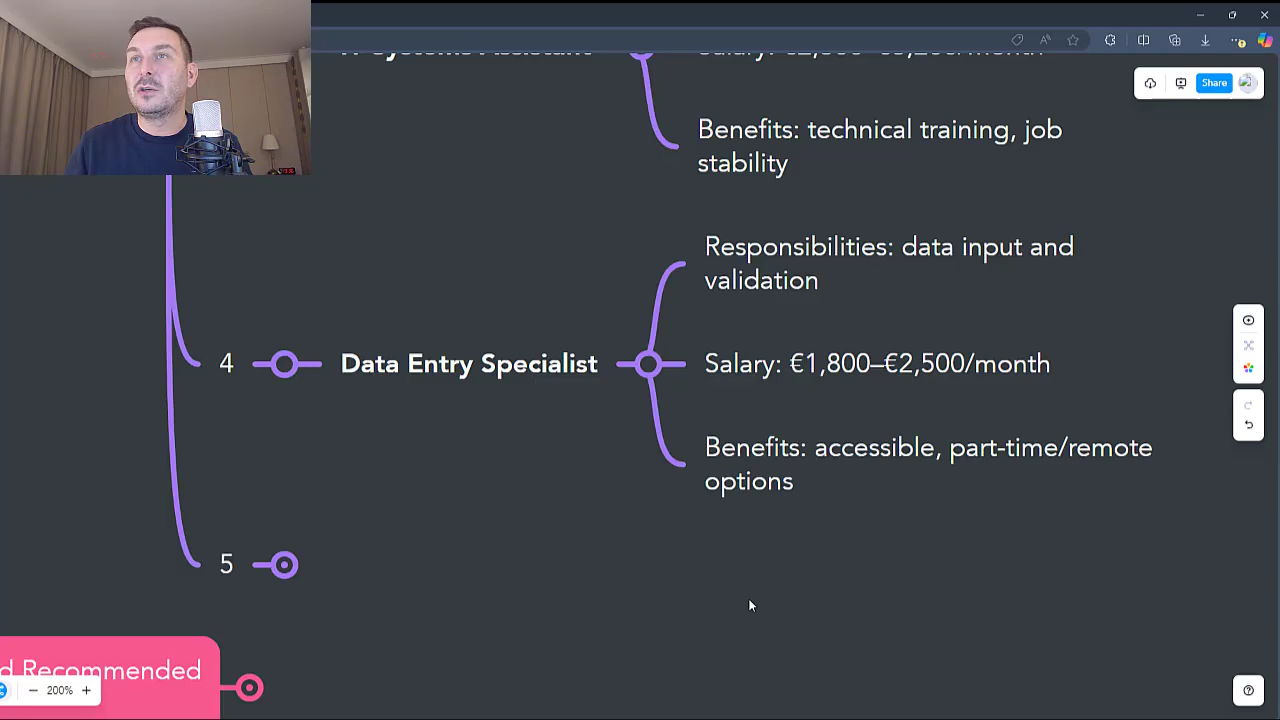 Share
Benefits: technical training, job
stability
Responsibilities: data input and
validation
4
Data Entry Specialist
Salary: €1,800–€2,500/month
Benefits: accessible, part-time/remote
options
5
Recommended
200%